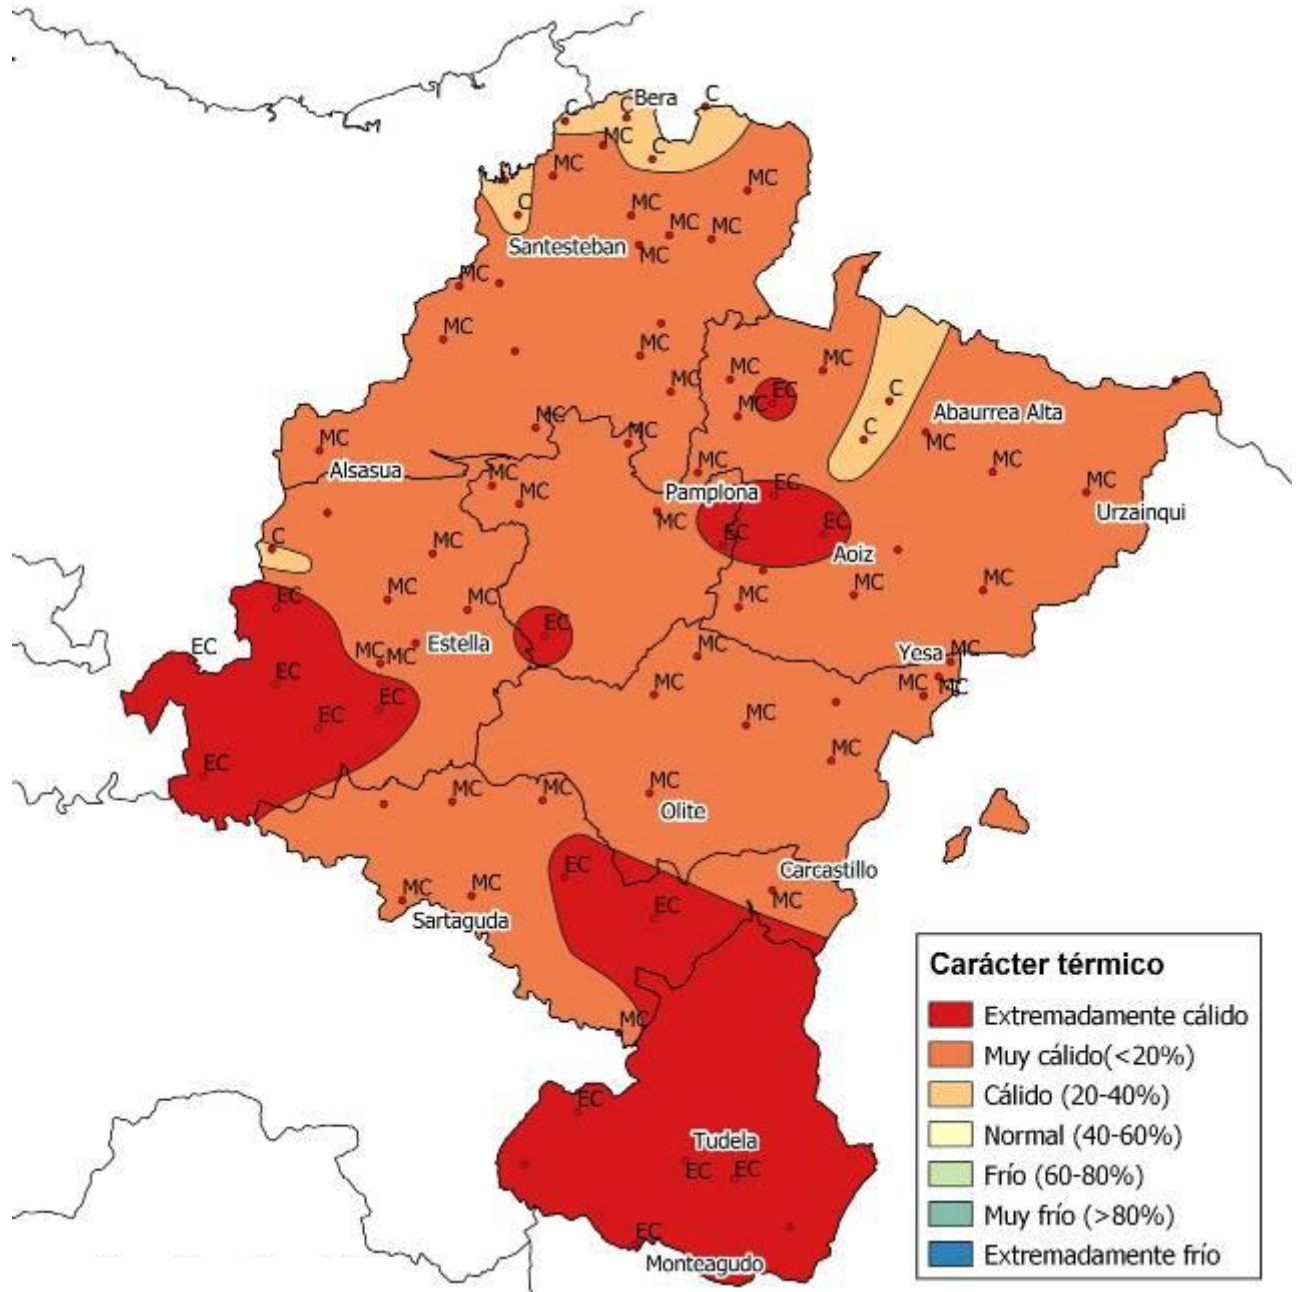 C
Bera
C
C
MC
C
MC
MC
C
MC
MC
MC
Santesteban
MC
MC
MC
MC
MC
MC
MC
EC
MC
MC
C
Abaurrea Alta
MC
MC
C
MC
MC
Alsasua
MC
MC
MC
Pamplona
EC
MC
MC
Urzainqui
MC
EC
EC
Aoiz
C
MC
MC
MC
MC
MC
MC
EC
EC
Estella
EC
MC
MC
MC
Yesa
MC
EC
MC
MC
MC
EC
EC
MC
MC
EC
MC
MC
MC
Olite
EC
Carcastillo
MC
MC
MC
EC
Sartaguda
MC
EC
Tudela
EC
EC
EC
Monteagudo
Carácter térmico
Extremadamente cálido
Muy cálido(<20%)
Cálido (20-40%)
Normal (40-60%)
Frío (60-80%)
Muy frío (>80%)
Extremadamente frío